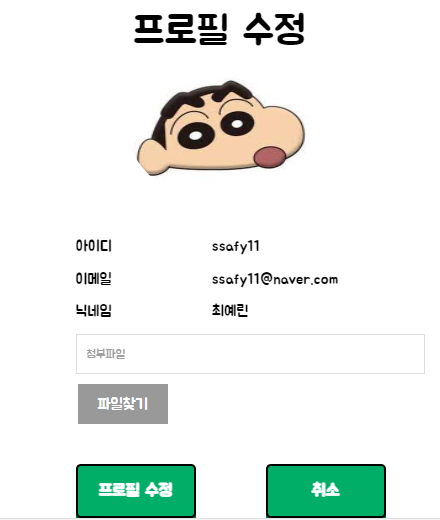 프로필 수정
아이디 ssafy11
이메일 ssafy11@naver.com
닉네임 최예린
첨부파일
파일찾기
프로필 수정 취소